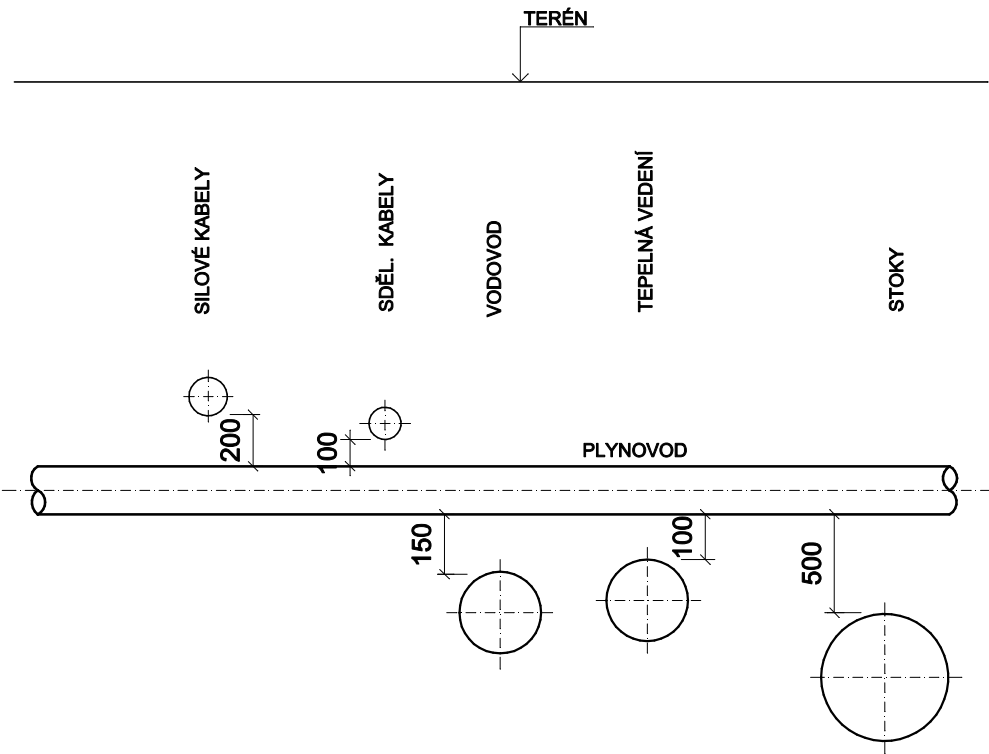 TERÉN
SILOVÉ KABELY
SDĚL. KABELY
VODOVOD
TEPELNÁ VEDENÍ
STOKY
200
100
PLYNOVOD
150
100
500